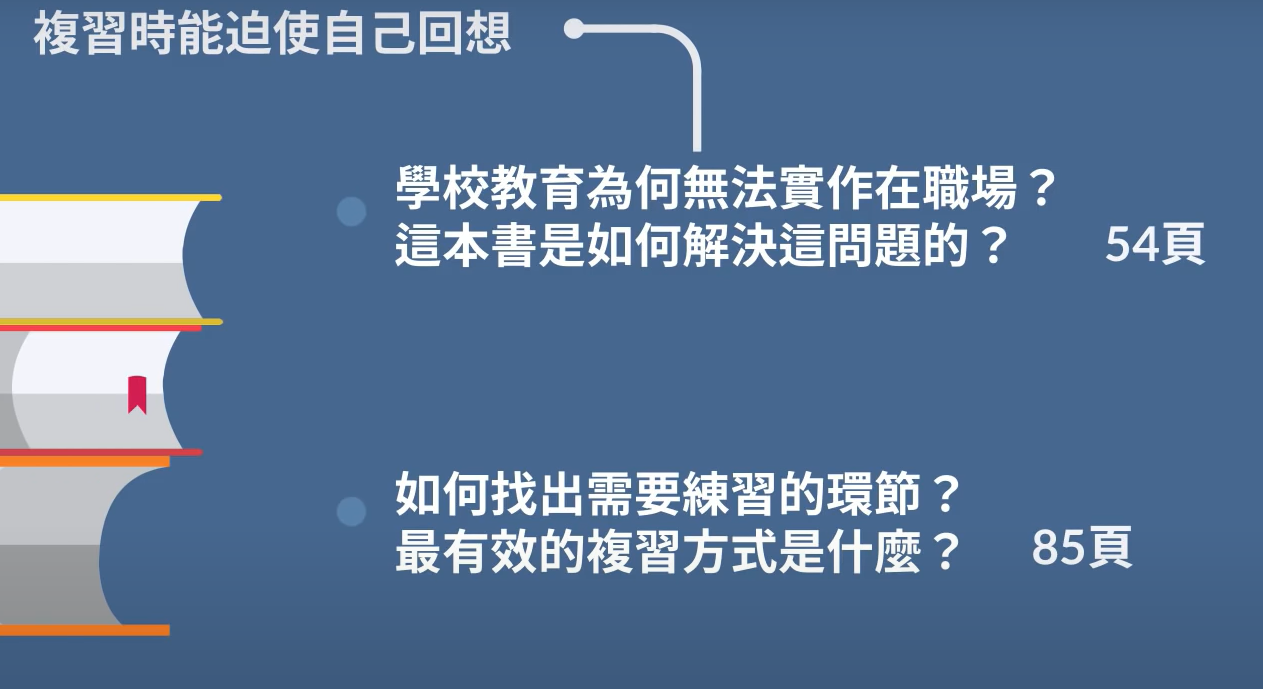 複習時能迫使自己回想
學校教育為何無法實作在職場？
這本書是如何解決這問題的？ 54頁
如何找出需要練習的環節？
最有效的複習方式是什麼？ 85頁